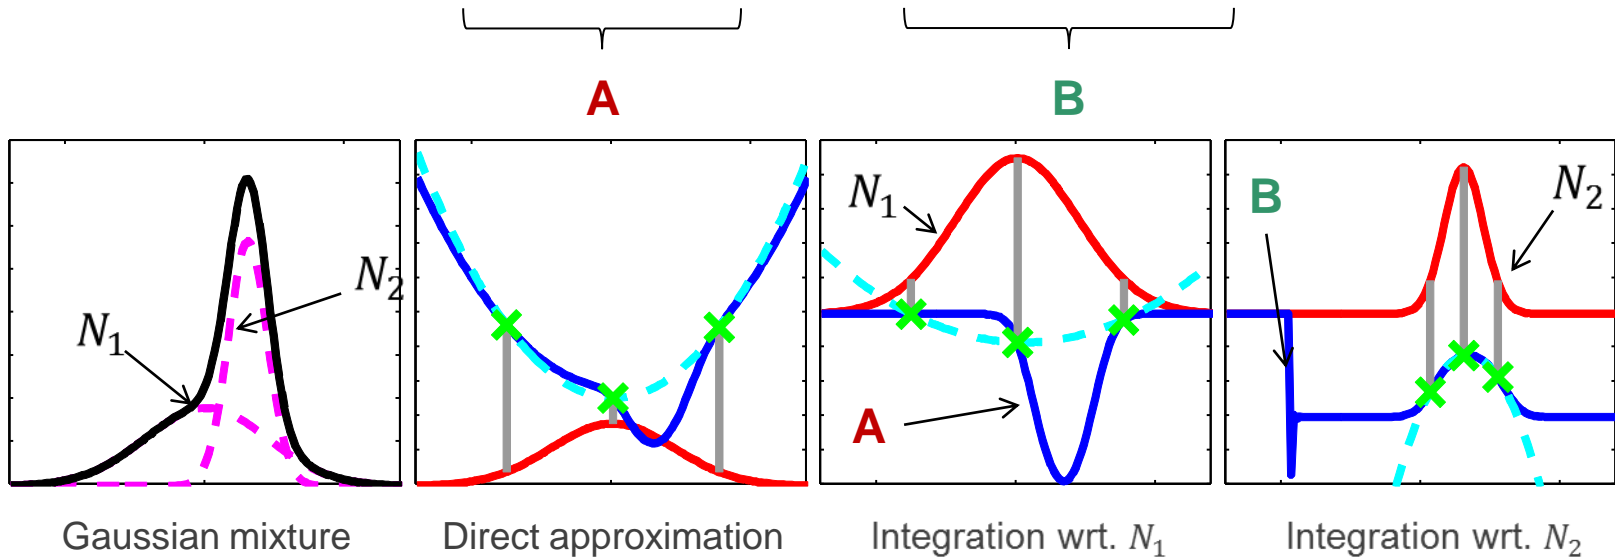 A
B
N₁
N₂
N₁
A
B
N₂
Gaussian mixture
Direct approximation
Integration wrt. N₁
Integration wrt. N₂